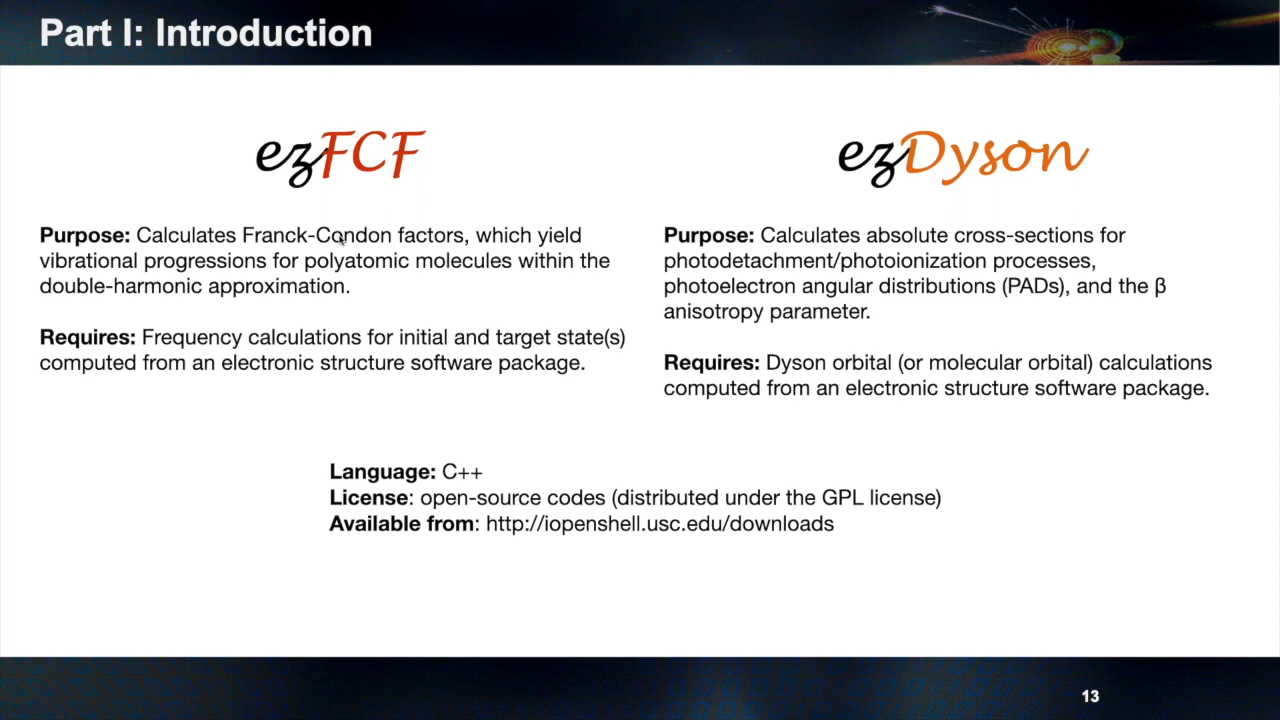 Part I: Introduction
ezFCF
Purpose: Calculates Franck-Condon factors, which yield
vibrational progressions for polyatomic molecules within the
double-harmonic approximation.
Requires: Frequency calculations for initial and target state(s)
computed from an electronic structure software package.
ezDyson
Purpose: Calculates absolute cross-sections for
photodetachment/photoionization processes,
photoelectron angular distributions (PADs), and the β
anisotropy parameter.
Requires: Dyson orbital (or molecular orbital) calculations
computed from an electronic structure software package.
Language: C++
License: open-source codes (distributed under the GPL license)
Available from: http://iopenshell.usc.edu/downloads
13